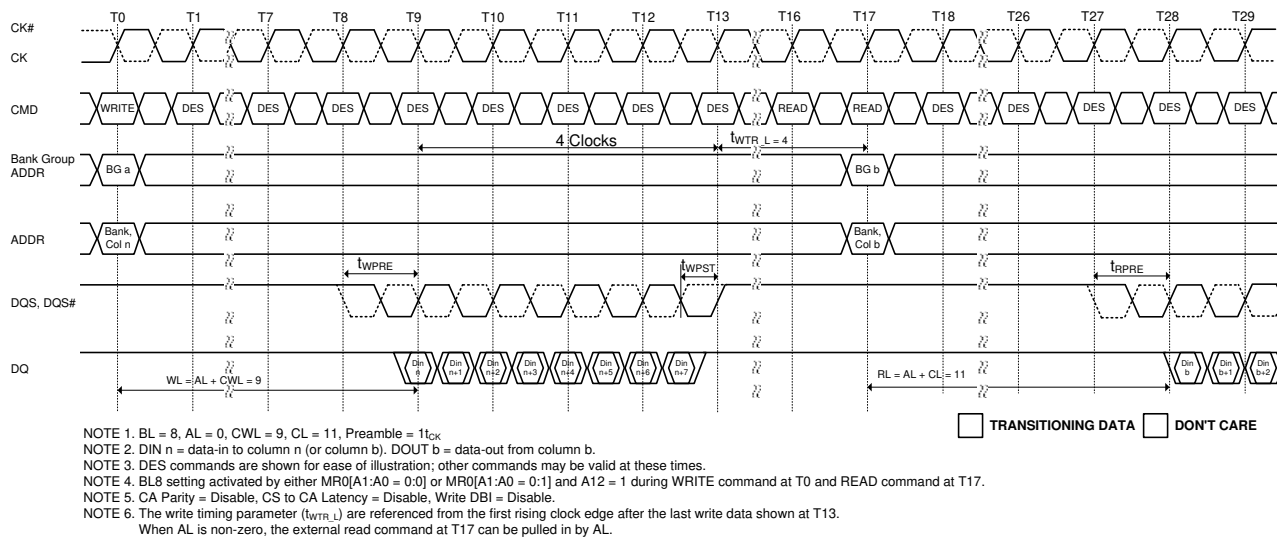 T0 T1 T7 T8 T9 T10 T11 T12 T13 T16 T17 T18 T26 T27 T28 T29
CK#
CK
CMD WRITE DES DES DES DES DES DES DES DES READ READ DES DES DES DES DES
4 Clocks tWTR_L = 4
Bank Group
ADDR
BG a BG b
ADDR
Bank, Col n
Bank, Col b
tWPRE tWPST tRPRE
DQS, DQS#
DQ
Din n Din n+1 Din n+2 Din n+3 Din n+4 Din n+5 Din n+6 Din n+7 Din b Din b+1 Din b+2
WL = AL + CWL = 9 RL = AL + CL = 11
TRANSITIONING DATA DON'T CARE
NOTE 1. BL = 8, AL = 0, CWL = 9, CL = 11, Preamble = 1tCK
NOTE 2. DIN n = data-in to column n (or column b). DOUT b = data-out from column b.
NOTE 3. DES commands are shown for ease of illustration; other commands may be valid at these times.
NOTE 4. BL8 setting activated by either MR0[A1:A0 = 0:0] or MR0[A1:A0 = 0:1] and A12 = 1 during WRITE command at T0 and READ command at T17.
NOTE 5. CA Parity = Disable, CS to CA Latency = Disable, Write DBI = Disable.
NOTE 6. The write timing parameter (tWTR_L) are referenced from the first rising clock edge after the last write data shown at T13.
When AL is non-zero, the external read command at T17 can be pulled in by AL.